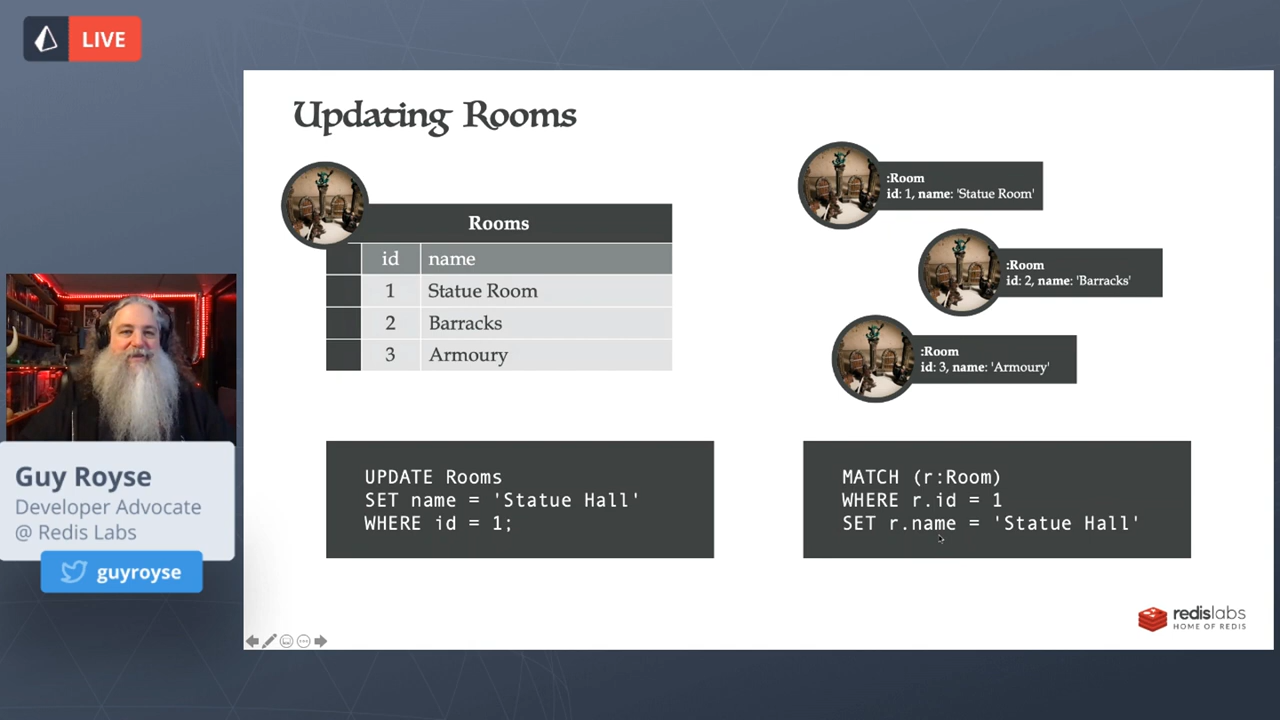 LIVE
Updating Rooms
Rooms
id name
1 Statue Room
2 Barracks
3 Armoury
:Room
id: 1, name: 'Statue Room'
:Room
id: 2, name: 'Barracks'
:Room
id: 3, name: 'Armoury'
UPDATE Rooms
SET name = 'Statue Hall'
WHERE id = 1;
MATCH (r:Room)
WHERE r.id = 1
SET r.name = 'Statue Hall'
Guy Royse
Developer Advocate
@ Redis Labs
guyroyse
redislabs
HOME OF REDIS